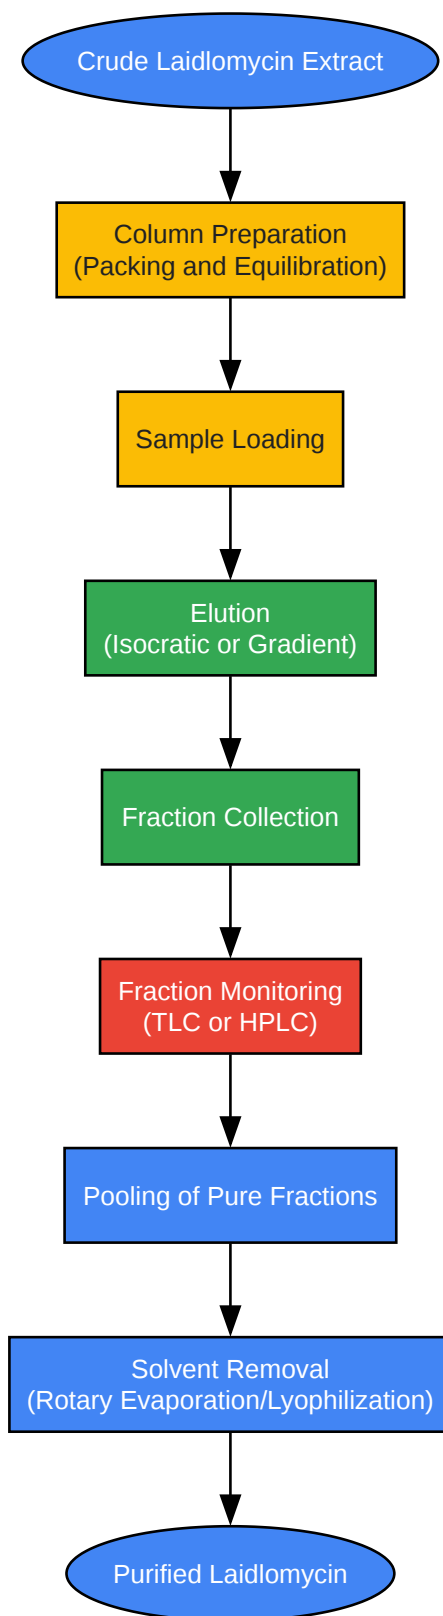 Crude Laidlomycin Extract
Column Preparation
(Packing and Equilibration)
Sample Loading
Elution
(Isocratic or Gradient)
Fraction Collection
Fraction Monitoring
(TLC or HPLC)
Pooling of Pure Fractions
Solvent Removal
(Rotary Evaporation/Lyophilization)
Purified Laidlomycin